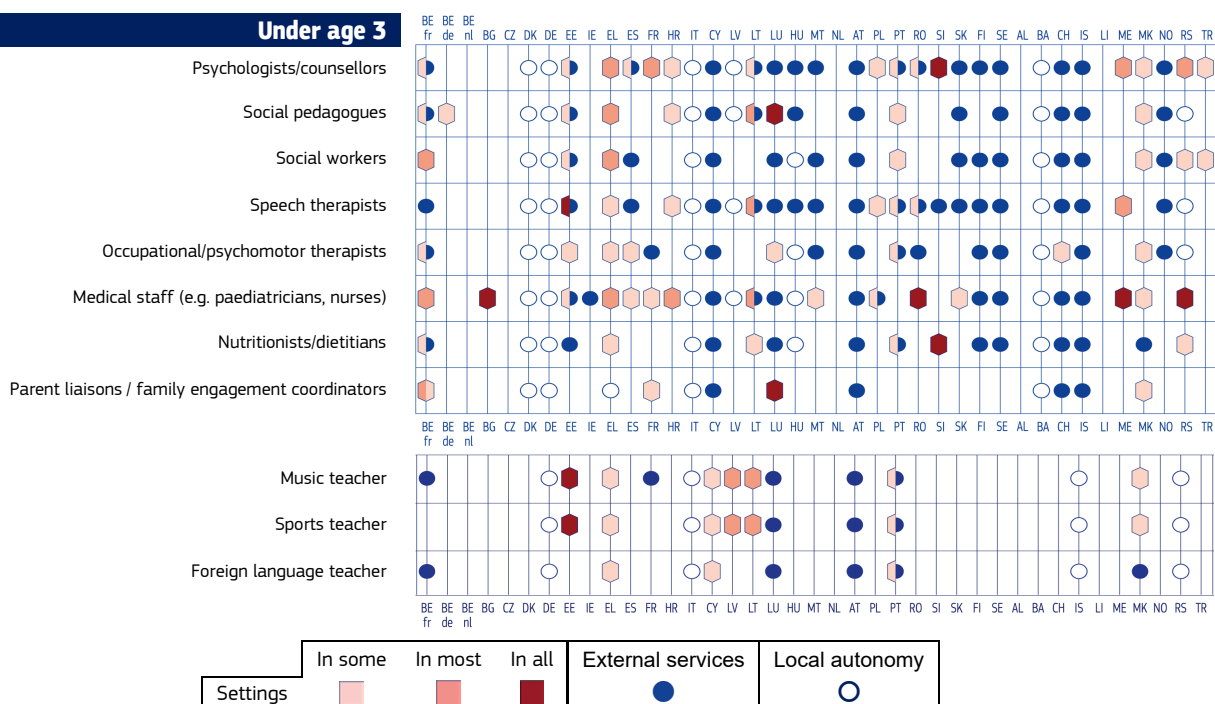 Under age 3
BE BE BE
fr de nl BG CZ DK DE EE IE EL ES FR HR IT CY LV LT LU HU MT NL AT PL PT RO SI SK FI SE AL BA CH IS LI ME MK NO RS TR
Psychologists/counsellors
Social pedagogues
Social workers
Speech therapists
Occupational/psychomotor therapists
Medical staff (e.g. paediatricians, nurses)
Nutritionists/dietitians
Parent liaisons / family engagement coordinators
BE BE BE BG CZ DK DE EE IE EL ES FR HR IT CY LV LT LU HU MT NL AT PL PT RO SI SK FI SE AL BA CH IS LI ME MK NO RS TR
fr de nl
Music teacher
Sports teacher
Foreign language teacher
BE BE BE BG CZ DK DE EE IE EL ES FR HR IT CY LV LT LU HU MT NL AT PL PT RO SI SK FI SE AL BA CH IS LI ME MK NO RS TR
fr de nl
In some In most In all External services Local autonomy
Settings